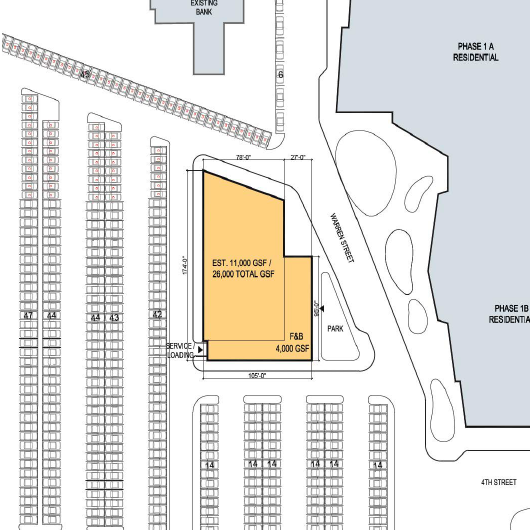 EXISTING
BANK
PHASE 1 A
RESIDENTIAL
45
6
78'-0"
27'-0"
WARREN STREET
174'-0"
EST. 11,000 GSF /
26,000 TOTAL GSF
PHASE 1B
RESIDENTIA
47
44
44
43
42
PARK
F&B
4,000 GSF
SERVICE /
LOADING
105'-0"
14
14
14
14
14
14
4TH STREET